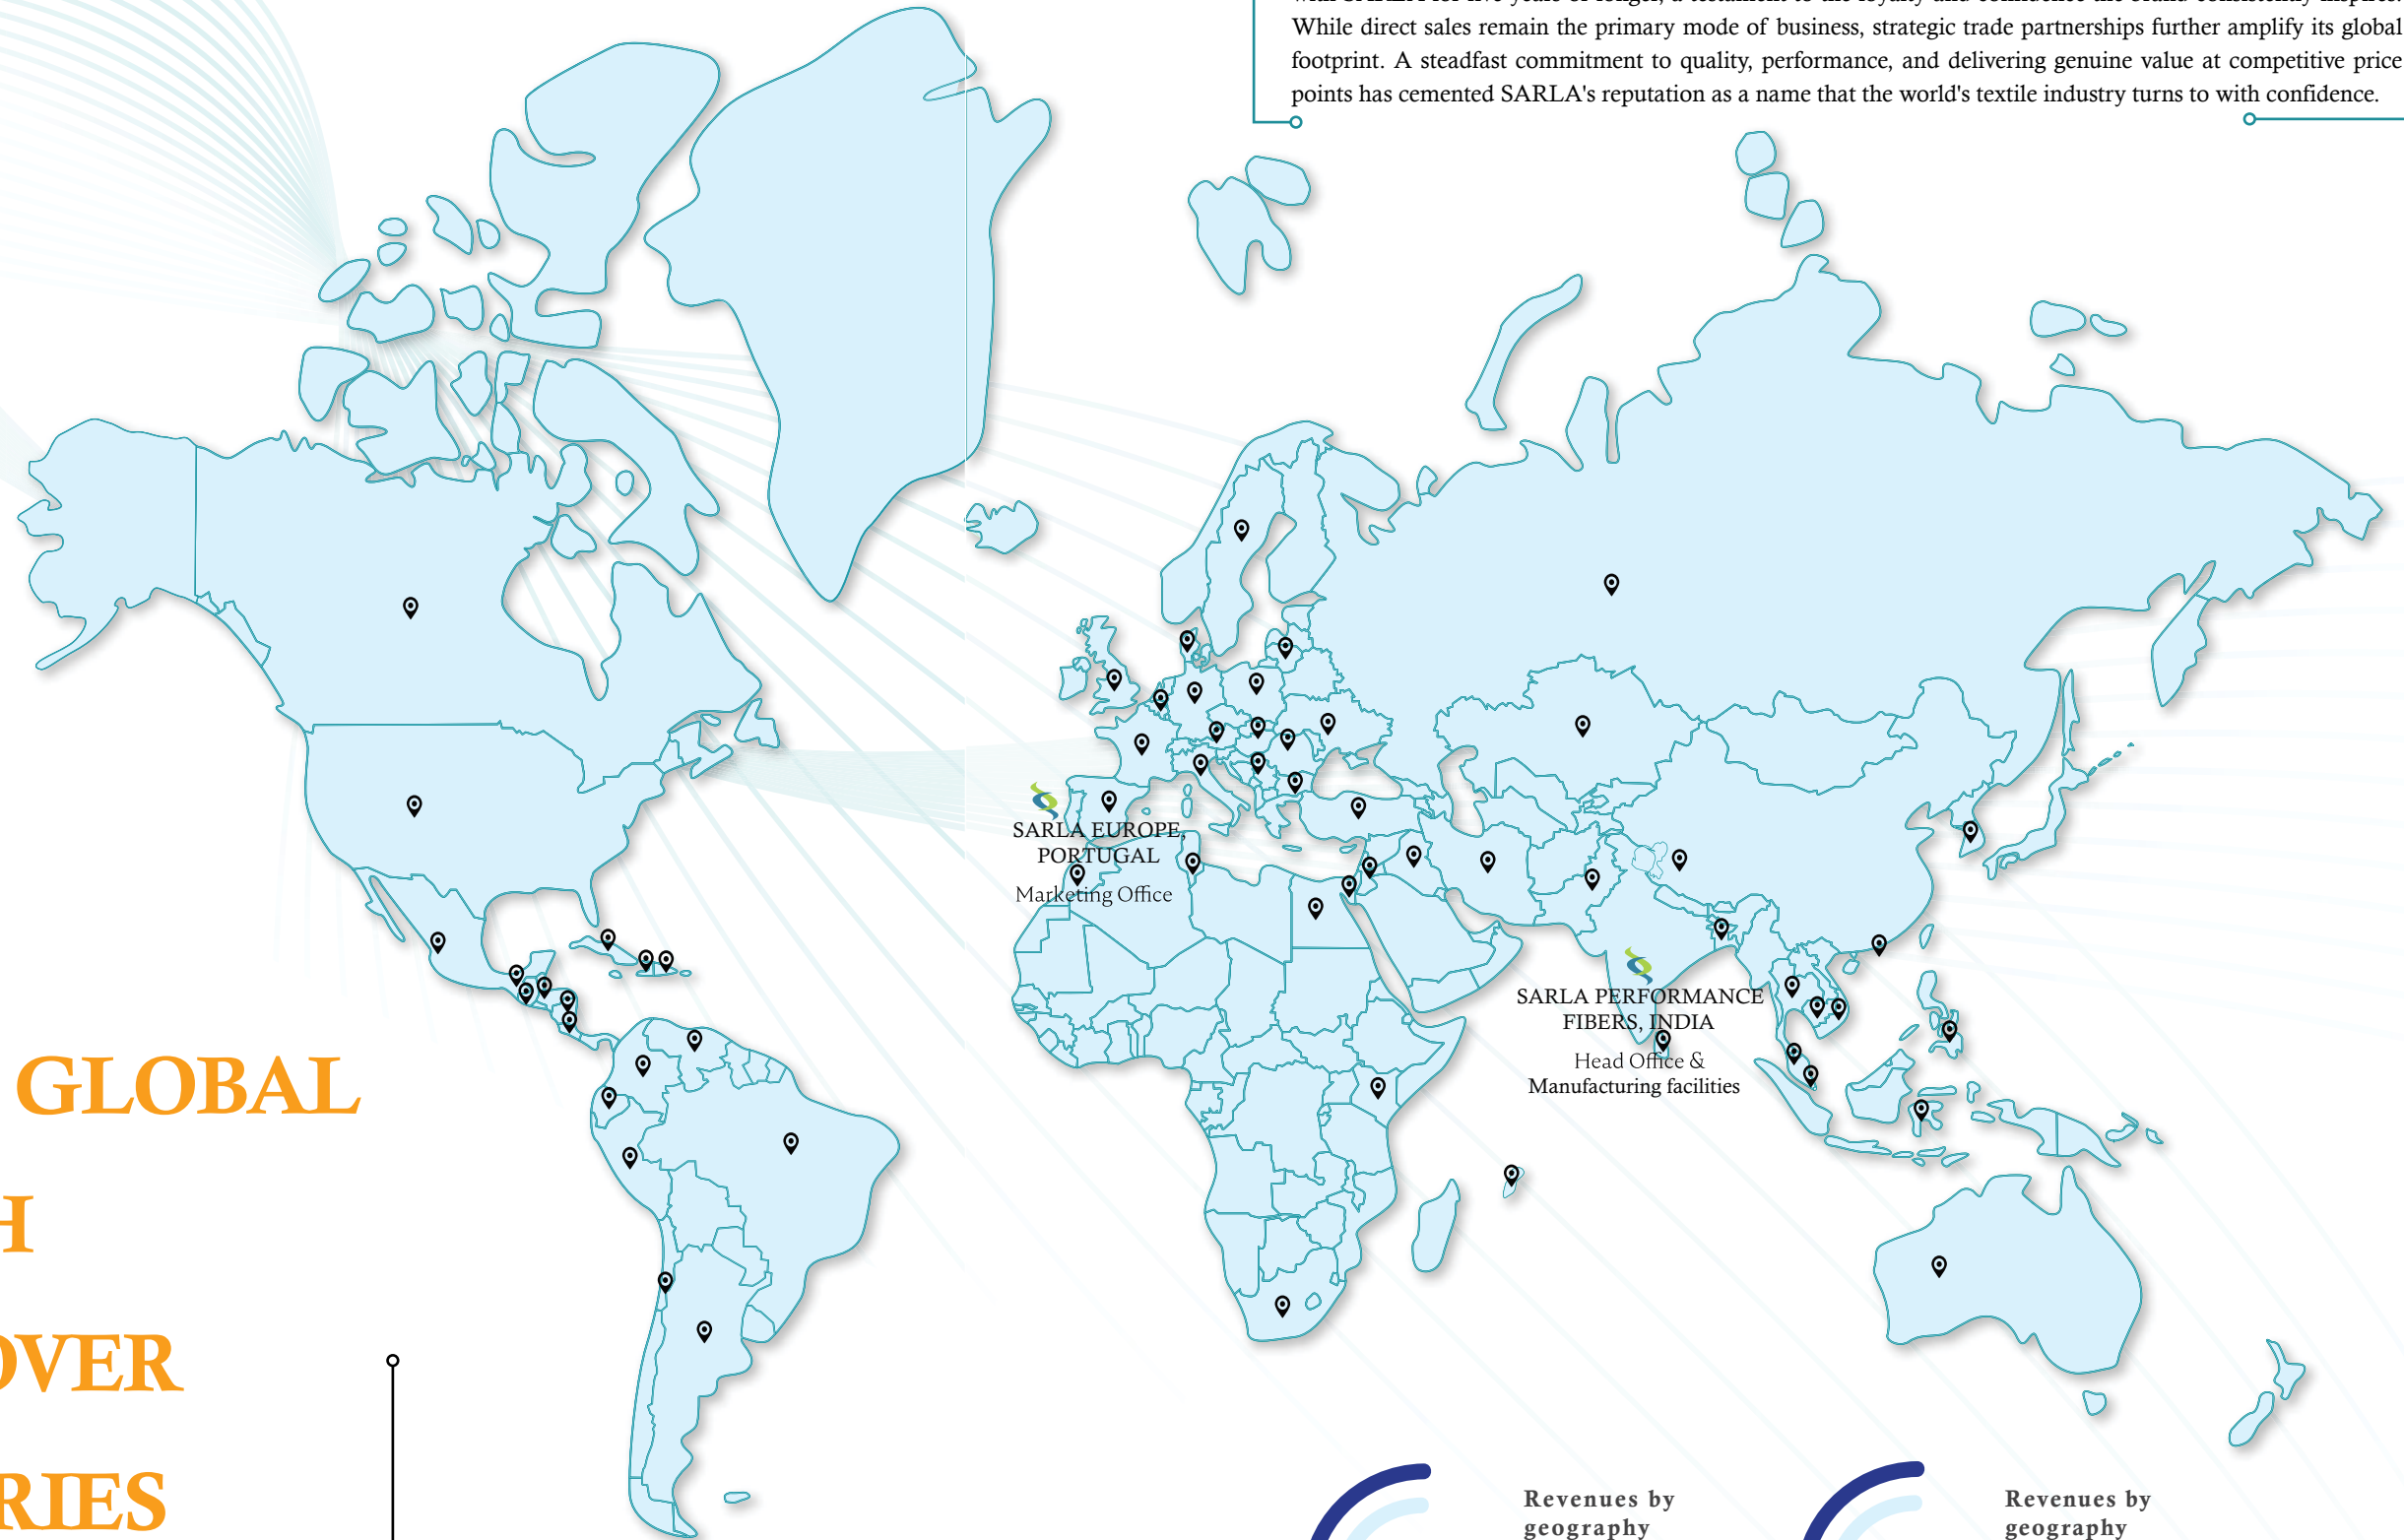 While direct sales remain the primary mode of business, strategic trade partnerships further amplify its global
footprint. A steadfast commitment to quality, performance, and delivering genuine value at competitive price
points has cemented SARLA's reputation as a name that the world's textile industry turns to with confidence.
SARLA EUROPE,
PORTUGAL
Marketing Office
SARLA PERFORMANCE
FIBERS, INDIA
Head Office &
Manufacturing facilities
GLOBAL
H
OVER
RIES
Revenues by
geography
Revenues by
geography